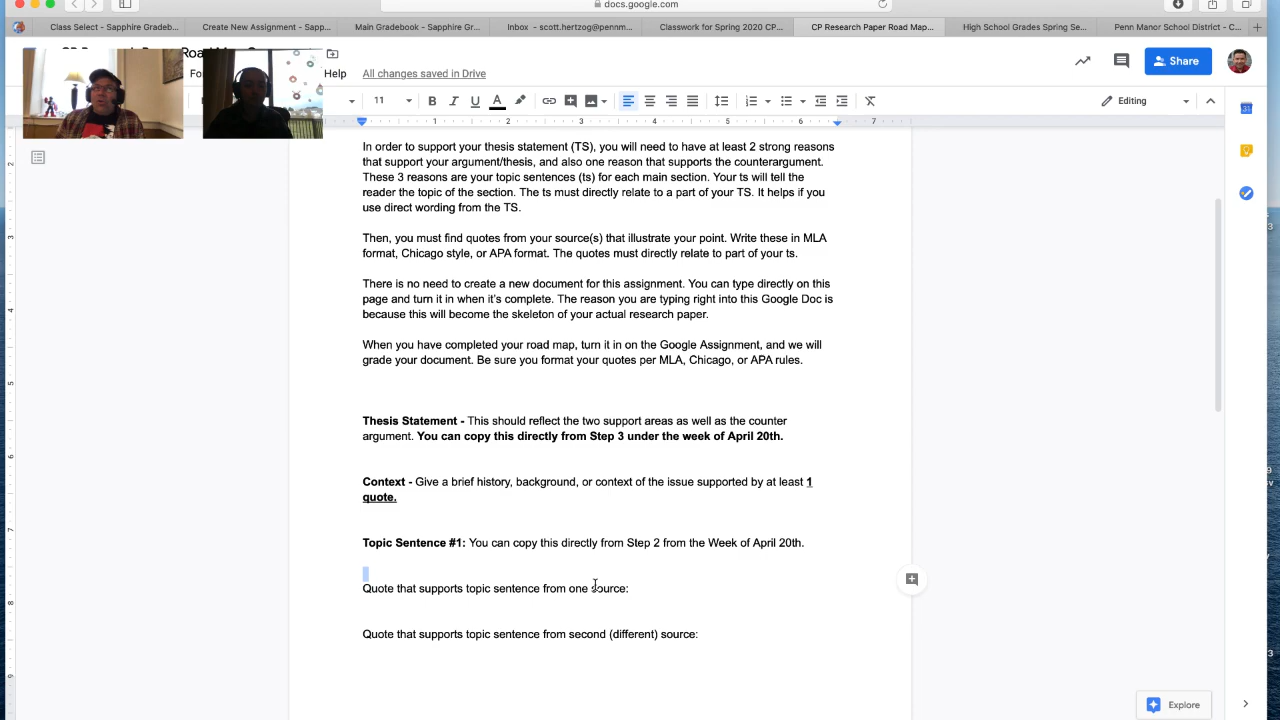 docs.google.com
Class Select - Sapphire Gradeb...
Create New Assignment - Sapp...
Main Gradebook - Sapphire Gr...
Inbox - scott.hertzog@pennm...
Classwork for Spring 2020 CP...
CP Research Paper Road Map...
High School Grades Spring Se...
Penn Manor School District - C...
Help
All changes saved in Drive
Share
11
B I U A
Editing
1 2 3 4 5 6 7
In order to support your thesis statement (TS), you will need to have at least 2 strong reasons
that support your argument/thesis, and also one reason that supports the counterargument.
These 3 reasons are your topic sentences (ts) for each main section. Your ts will tell the
reader the topic of the section. The ts must directly relate to a part of your TS. It helps if you
use direct wording from the TS.
Then, you must find quotes from your source(s) that illustrate your point. Write these in MLA
format, Chicago style, or APA format. The quotes must directly relate to part of your ts.
There is no need to create a new document for this assignment. You can type directly on this
page and turn it in when it's complete. The reason you are typing right into this Google Doc is
because this will become the skeleton of your actual research paper.
When you have completed your road map, turn it in on the Google Assignment, and we will
grade your document. Be sure you format your quotes per MLA, Chicago, or APA rules.
Thesis Statement - This should reflect the two support areas as well as the counter
argument. You can copy this directly from Step 3 under the week of April 20th.
Context - Give a brief history, background, or context of the issue supported by at least 1
quote.
Topic Sentence #1: You can copy this directly from Step 2 from the Week of April 20th.
Quote that supports topic sentence from one source:
Quote that supports topic sentence from second (different) source:
Explore